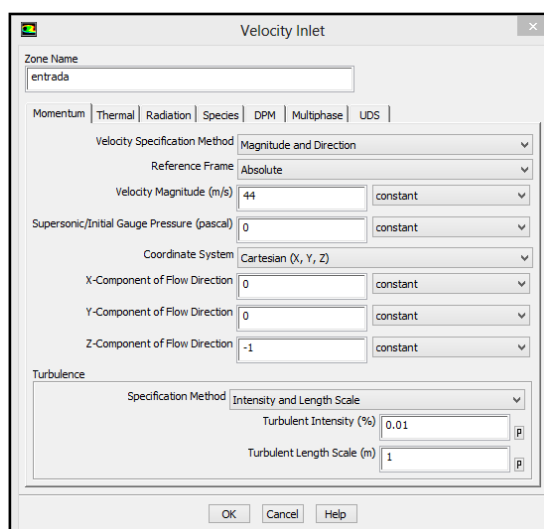 Velocity Inlet
Zone Name
entrada
Momentum Thermal Radiation Species DPM Multiphase UDS
Velocity Specification Method Magnitude and Direction
Reference Frame Absolute
Velocity Magnitude (m/s) 44 constant
Supersonic/Initial Gauge Pressure (pascal) 0 constant
Coordinate System Cartesian (X, Y, Z)
X-Component of Flow Direction 0 constant
Y-Component of Flow Direction 0 constant
Z-Component of Flow Direction -1 constant
Turbulence
Specification Method Intensity and Length Scale
Turbulent Intensity (%) 0.01 P
Turbulent Length Scale (m) 1 P
OK Cancel Help